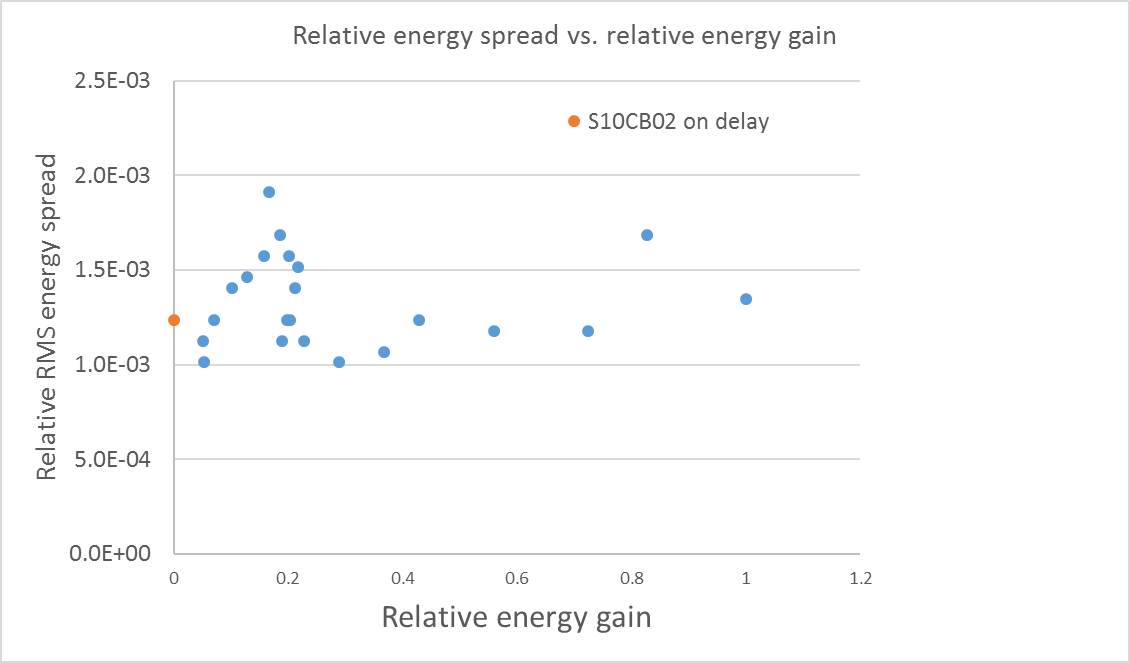 Relative energy spread vs. relative energy gain
2.5E-03
S10CB02 on delay
2.0E-03
1.5E-03
1.0E-03
5.0E-04
0.0E+00
Relative RMS energy spread
0
0.2
0.4
0.6
0.8
1
1.2
Relative energy gain